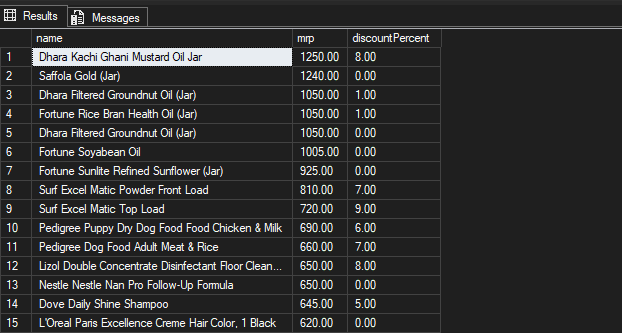 Results Messages
name mrp discountPercent
1 Dhara Kachi Ghani Mustard Oil Jar 1250.00 8.00
2 Saffola Gold (Jar) 1240.00 0.00
3 Dhara Filtered Groundnut Oil (Jar) 1050.00 1.00
4 Fortune Rice Bran Health Oil (Jar) 1050.00 1.00
5 Dhara Filtered Groundnut Oil (Jar) 1050.00 0.00
6 Fortune Soyabean Oil 1005.00 0.00
7 Fortune Sunlite Refined Sunflower (Jar) 925.00 0.00
8 Surf Excel Matic Powder Front Load 810.00 7.00
9 Surf Excel Matic Top Load 720.00 9.00
10 Pedigree Puppy Dry Dog Food Food Chicken & Milk 690.00 6.00
11 Pedigree Dog Food Adult Meat & Rice 660.00 7.00
12 Lizol Double Concentrate Disinfectant Floor Clean... 650.00 8.00
13 Nestle Nestle Nan Pro Follow-Up Formula 650.00 0.00
14 Dove Daily Shine Shampoo 645.00 5.00
15 L'Oreal Paris Excellence Creme Hair Color, 1 Black 620.00 0.00